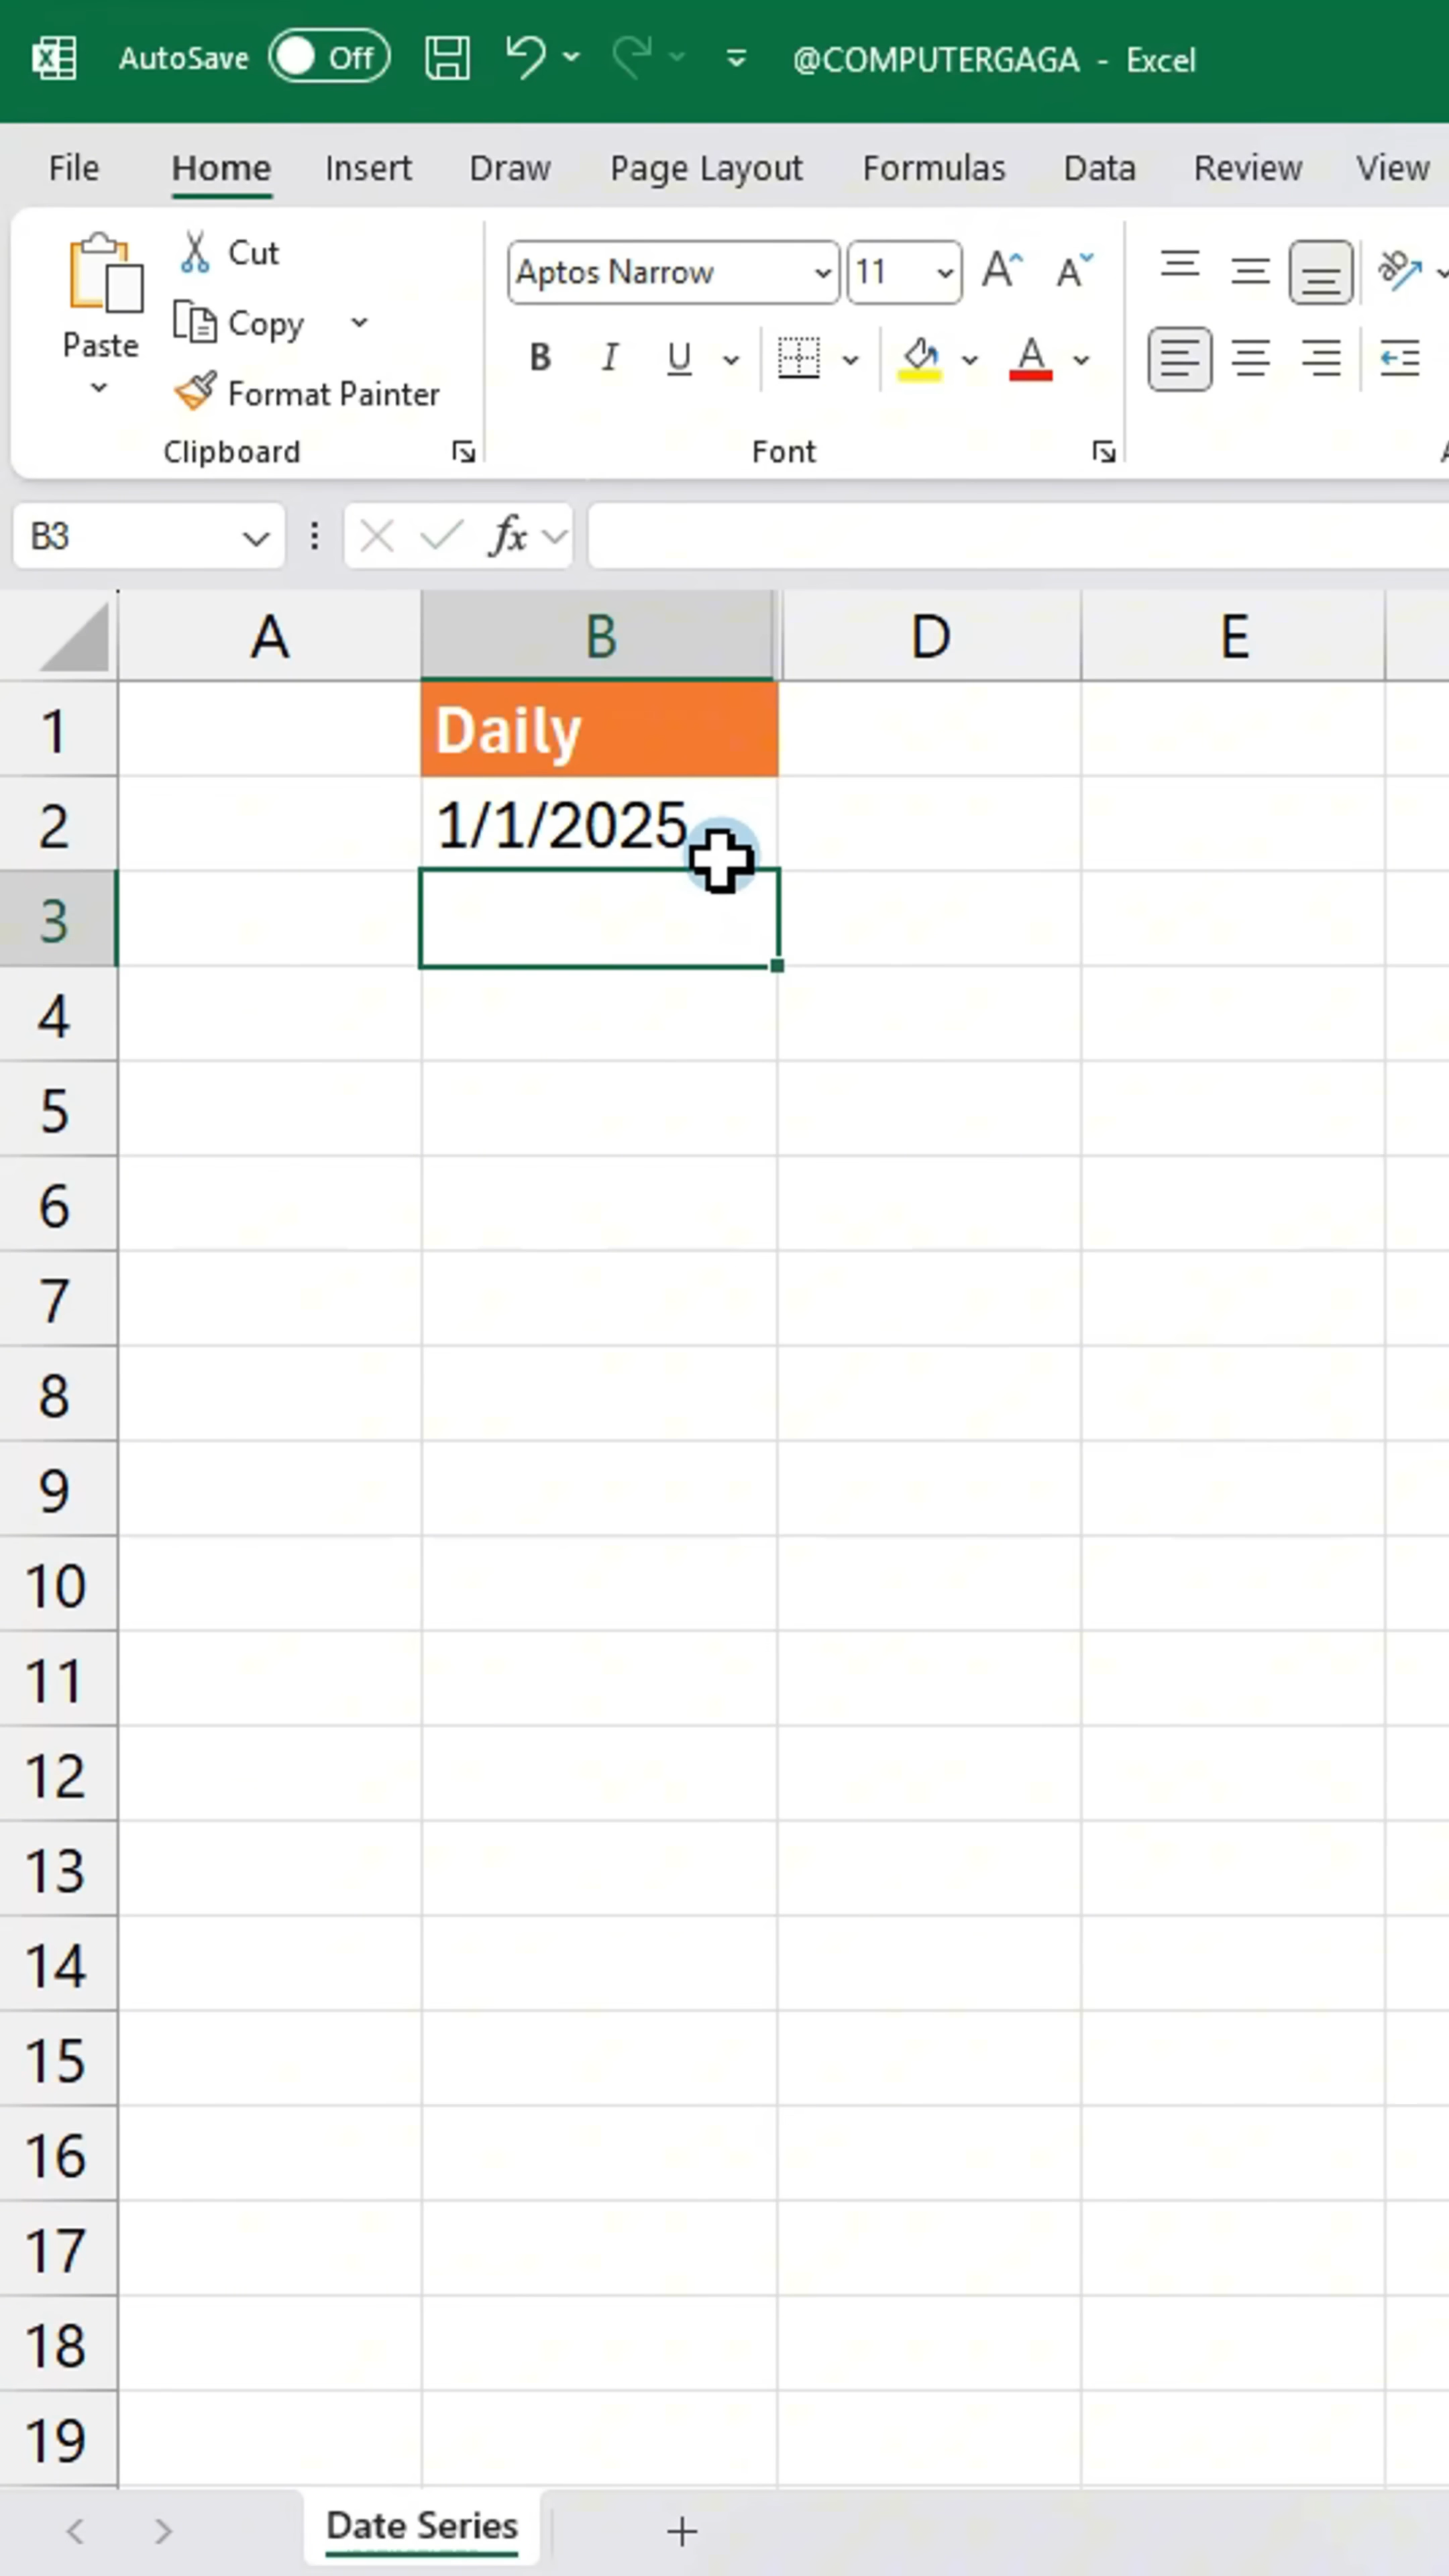 AutoSave Off @COMPUTERGAGA - Excel
File Home Insert Draw Page Layout Formulas Data Review View
Cut
Copy
Paste
Format Painter
Clipboard
Aptos Narrow 11 A A
B I U A
Font
ab
B3 fx
A B D E
1 Daily
2 1/1/2025
3
4
5
6
7
8
9
10
11
12
13
14
15
16
17
18
19
Date Series